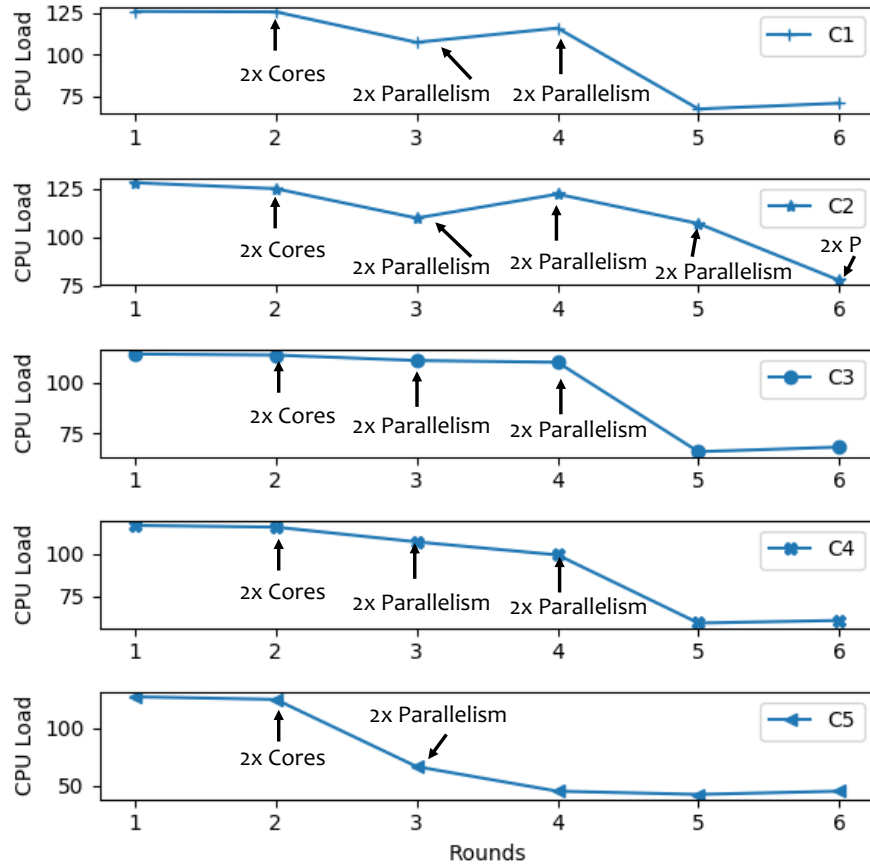 CPU Load
125
75
C1
2x Cores
2x Parallelism
2x Parallelism
1 2 3 4 5 6
CPU Load
125
100
75
C2
2x Cores
2x Parallelism
2x Parallelism
2x Parallelism
2x P
1 2 3 4 5 6
CPU Load
100
75
C3
2x Cores
2x Parallelism
2x Parallelism
1 2 3 4 5 6
CPU Load
100
75
C4
2x Cores
2x Parallelism
2x Parallelism
1 2 3 4 5 6
CPU Load
100
50
C5
2x Parallelism
2x Cores
1 2 3 4 5 6
Rounds